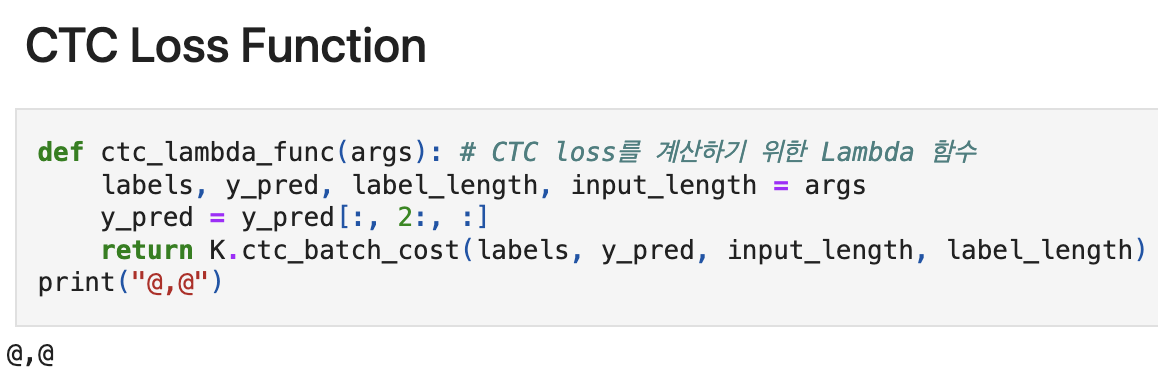 CTC Loss Function
def ctc_lambda_func(args): # CTC loss를 계산하기 위한 Lambda 함수
    labels, y_pred, label_length, input_length = args
    y_pred = y_pred[:, 2:, :]
    return K.ctc_batch_cost(labels, y_pred, input_length, label_length)
print("@,@")
@,@